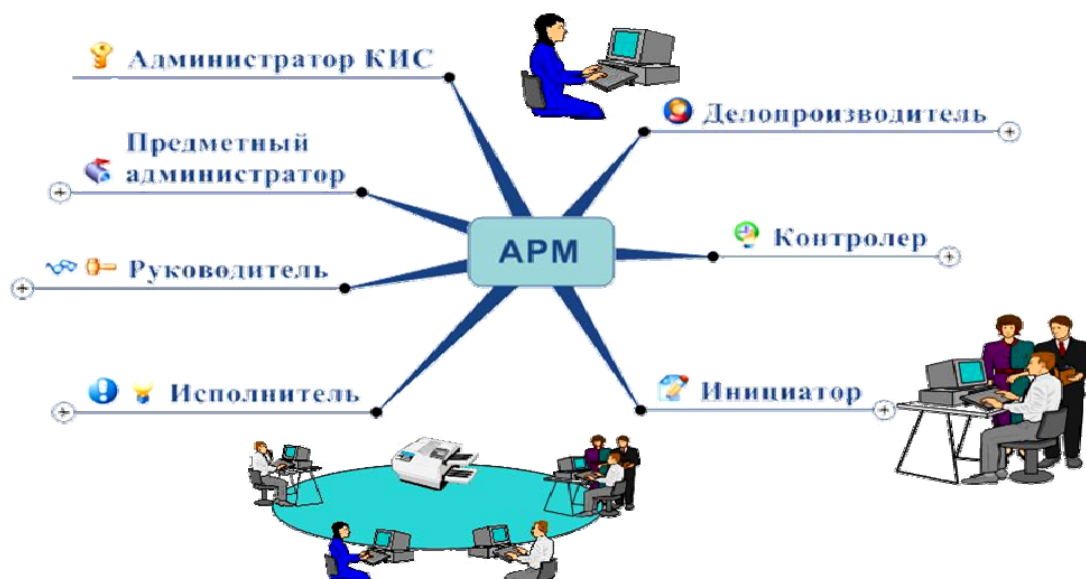 Администратор КИС
Делопроизводитель
Предметный
администратор
АРМ
Контролер
Руководитель
Исполнитель
Инициатор